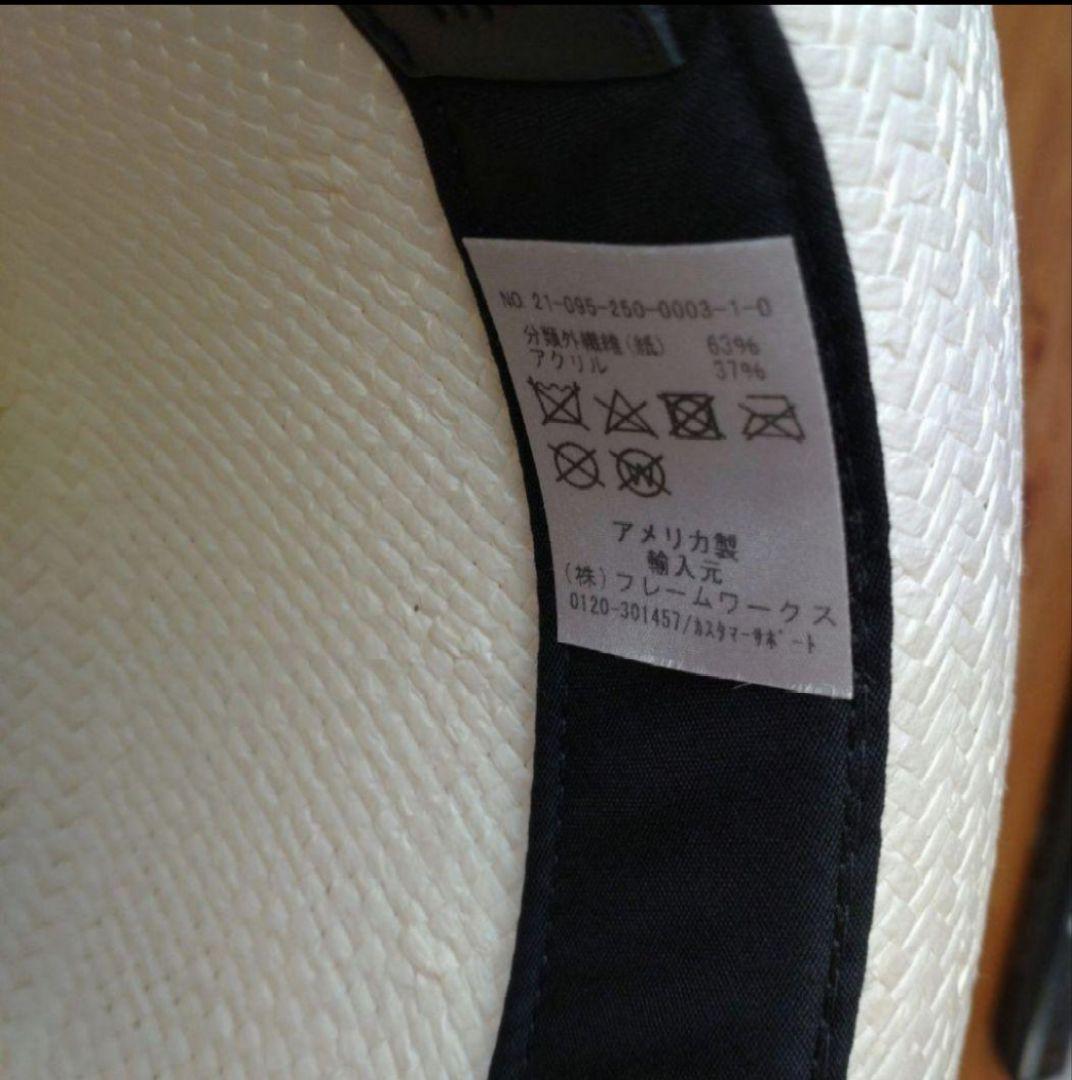 NO. 21-095-250-0003-1-0
分類外繊維(紙) 63%
アクリル 37%
アメリカ製
輸入元
(株)フレームワークス
0120-301457/カスタマーサポート